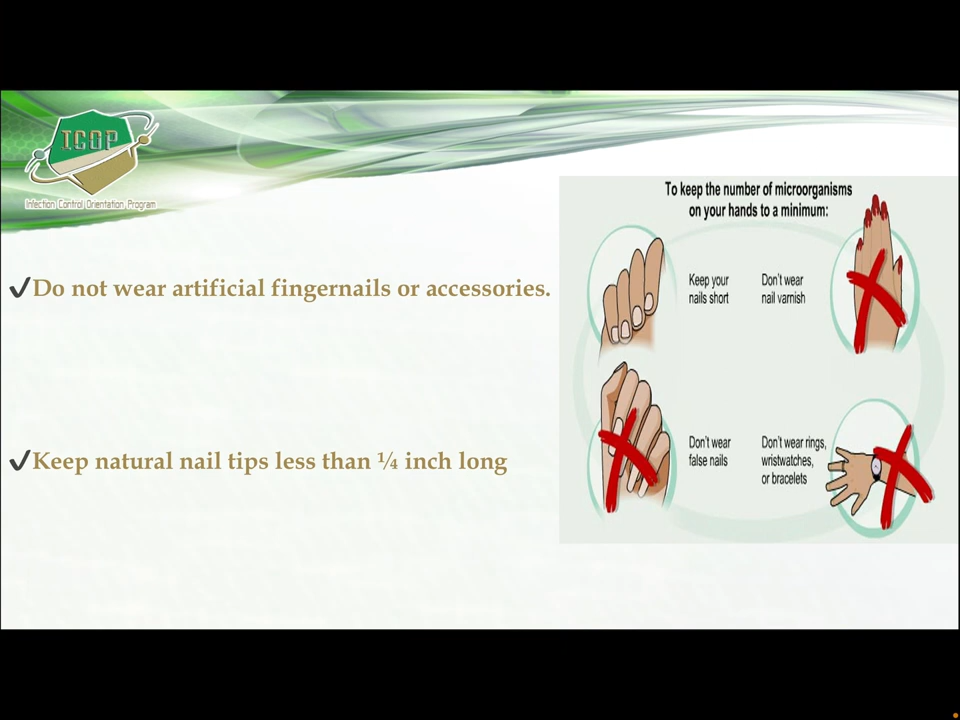 ICOP
Infection Control Orientation Program
To keep the number of microorganisms
on your hands to a minimum:
✔Do not wear artificial fingernails or accessories.
Keep your
nails short
Don't wear
nail varnish
✔Keep natural nail tips less than ¼ inch long
Don't wear
false nails
Don't wear rings,
wristwatches,
or bracelets